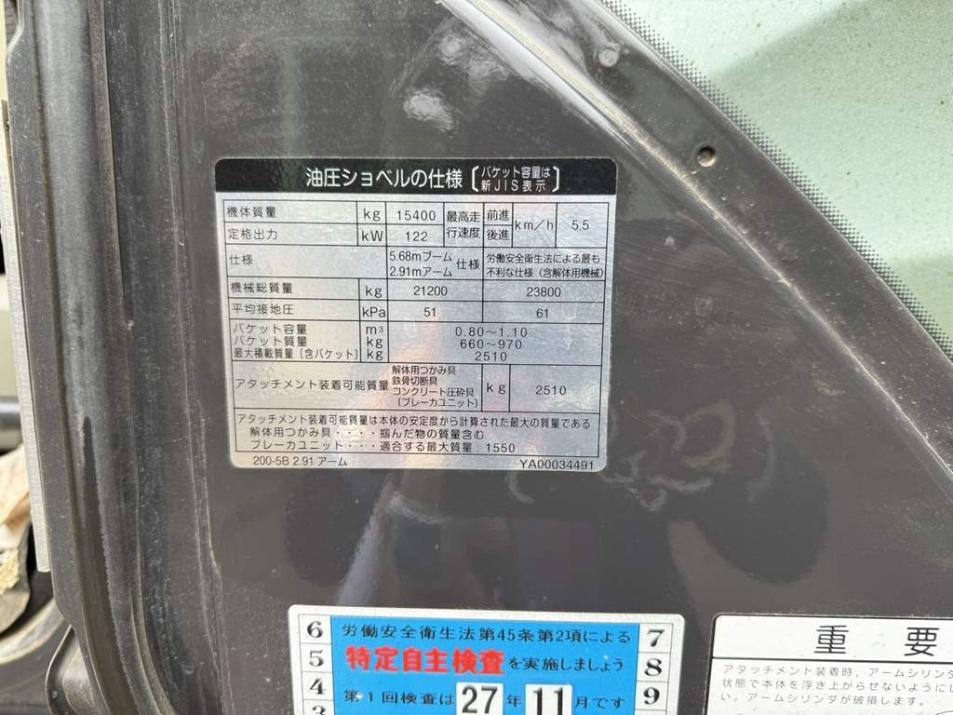 油圧ショベルの仕様〔バケット容量は新JIS表示〕
機体質量 kg 15400 最高走行速度 前進 後進 km/h 5.5
定格出力 kW 122
仕様 5.68mブーム 2.91mアーム 仕様 労働安全衛生法による最も不利な仕様(含解体用機械)
機械総質量 kg 21200 23800
平均接地圧 kPa 51 61
バケット容量 m³ 0.80~1.10
バケット質量 kg 660~970
最大積載質量〔含バケット〕 kg 2510
アタッチメント装着可能質量 解体用つかみ具 鉄骨切断具 コンクリート圧砕具 (ブレーカユニット) kg 2510
アタッチメント装着可能質量は本体の安定度から計算された最大の質量である
解体用つかみ具・・・・掴んだ物の質量含む
ブレーカユニット・・・・適合する最大質量:1550
200-5B 2.91 アーム YA00034491
6 労働安全衛生法第45条第2項による 7
5 特定自主検査を実施しましょう 8
4 第1回検査は 27年 11月です 9
3
重要
アタッチメント装着時、アームシリンダ
状態で本体を浮き上がらせないように
い。アームシリンダが破損します。